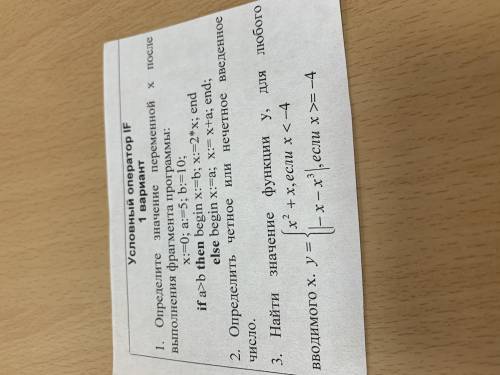 Условный оператор IF
1 вариант
1. Определите значение переменной х после
выполнения фрагмента программы:
x:=0; a:=5; b:=10;
if a>b then begin x:=b; x:=2*x; end
else begin x:=a; x:= x+a; end;
2. Определить четное или нечетное введенное
число.
3. Найти значение функции у, для любого
вводимого х. y = { x² + x, если x < -4
|-x - x³|, если x >= -4